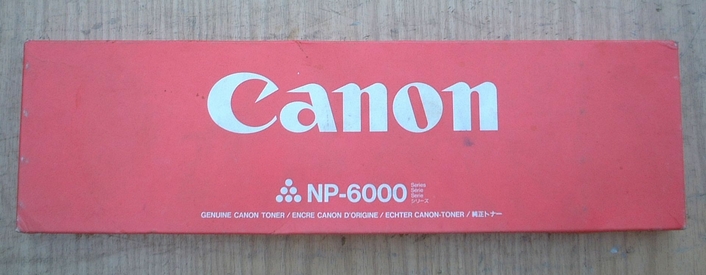 Canon
NP-6000
Series
Série
Serie
シリーズ
GENUINE CANON TONER / ENCRE CANON D'ORIGINE / ECHTER CANON-TONER / 純正トナー